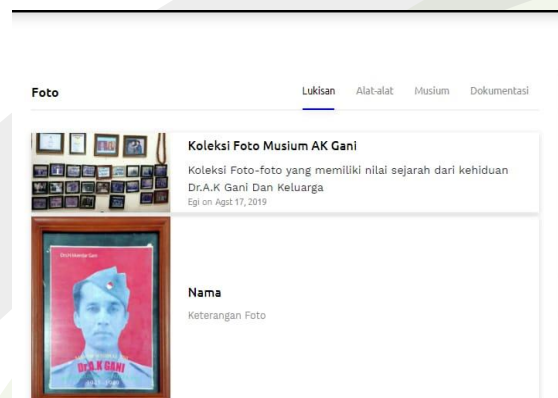 Foto
Lukisan Alat-alat Musium Dokumentasi
Koleksi Foto Musium AK Gani
Koleksi Foto-foto yang memiliki nilai sejarah dari kehiduan
Dr.A.K Gani Dan Keluarga
Egi on Agst 17, 2019
Nama
Keterangan Foto
Dr.A.K GANI